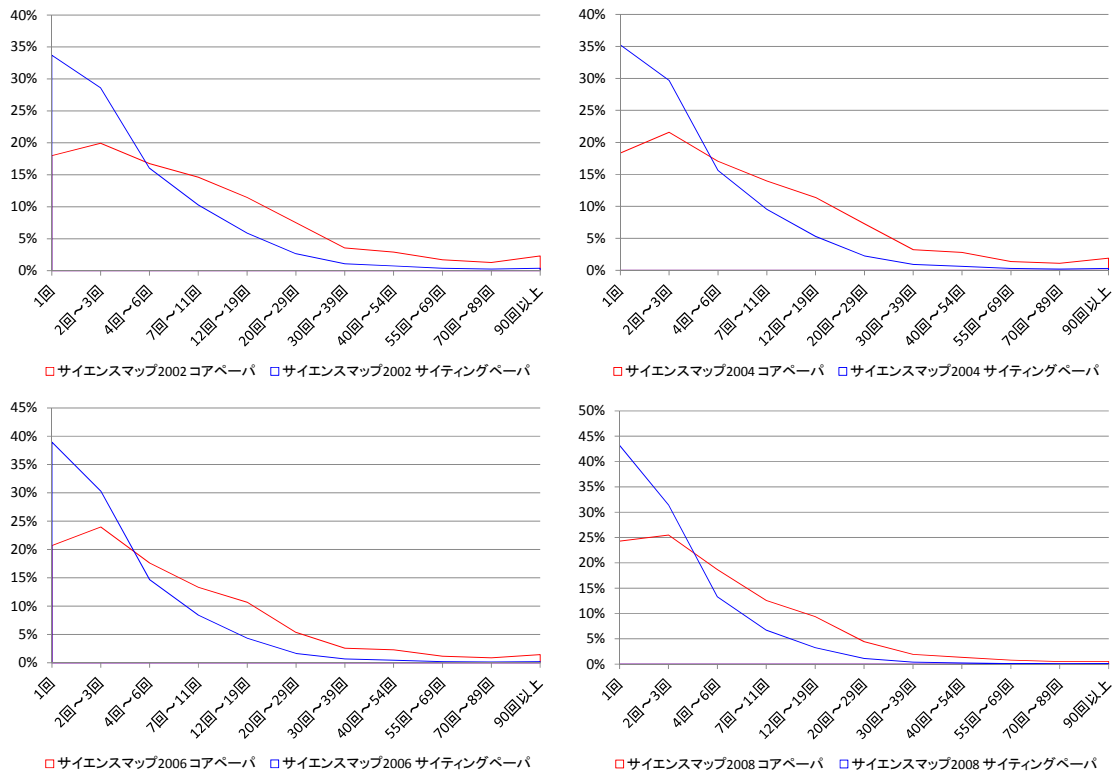 40%
35%
30%
25%
20%
15%
10%
5%
0%
1回
2回～3回
4回～6回
7回～11回
12回～19回
20回～29回
30回～39回
40回～54回
55回～69回
70回～89回
90回以上
サイエンスマップ2002 コアペーパ サイエンスマップ2002 サイティングペーパ
40%
35%
30%
25%
20%
15%
10%
5%
0%
1回
2回～3回
4回～6回
7回～11回
12回～19回
20回～29回
30回～39回
40回～54回
55回～69回
70回～89回
90回以上
サイエンスマップ2004 コアペーパ サイエンスマップ2004 サイティングペーパ
45%
40%
35%
30%
25%
20%
15%
10%
5%
0%
1回
2回～3回
4回～6回
7回～11回
12回～19回
20回～29回
30回～39回
40回～54回
55回～69回
70回～89回
90回以上
サイエンスマップ2006 コアペーパ サイエンスマップ2006 サイティングペーパ
50%
45%
40%
35%
30%
25%
20%
15%
10%
5%
0%
1回
2回～3回
4回～6回
7回～11回
12回～19回
20回～29回
30回～39回
40回～54回
55回～69回
70回～89回
90回以上
サイエンスマップ2008 コアペーパ サイエンスマップ2008 サイティングペーパ